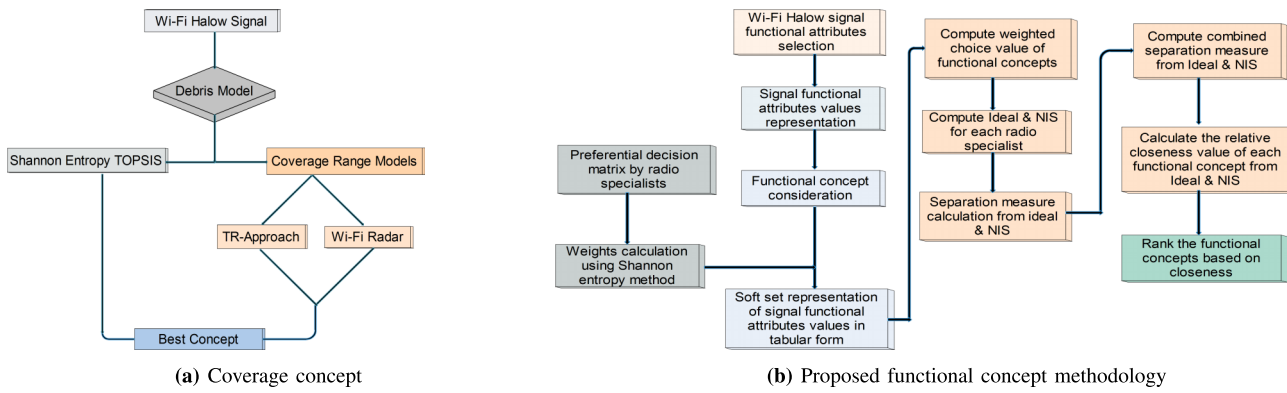 Wi-Fi Halow Signal
Debris Model
Shannon Entropy TOPSIS
Coverage Range Models
TR-Approach
Wi-Fi Radar
Best Concept
(a) Coverage concept
Wi-Fi Halow signal
functional attributes
selection
Signal functional
attributes values
representation
Preferential decision
matrix by radio
specialists
Functional concept
consideration
Weights calculation
using Shannon
entropy method
Soft set representation
of signal functional
attributes values in
tabular form
Compute weighted
choice value of
functional concepts
Compute Ideal & NIS
for each radio
specialist
Separation measure
calculation from ideal
& NIS
Compute combined
separation measure
from Ideal & NIS
Calculate the relative
closeness value of each
functional concept from
Ideal & NIS
Rank the functional
concepts based on
closeness
(b) Proposed functional concept methodology